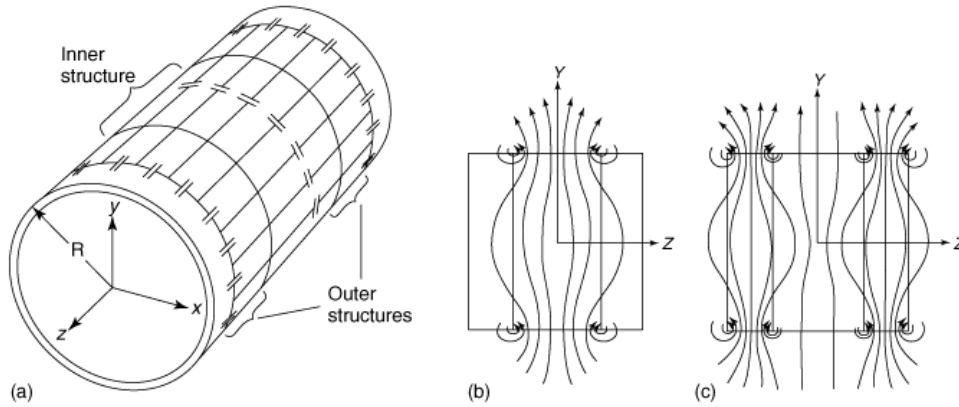 Inner
structure
R
y
x
z
Outer
structures
(a)
Y
Z
(b)
Y
Z
(c)